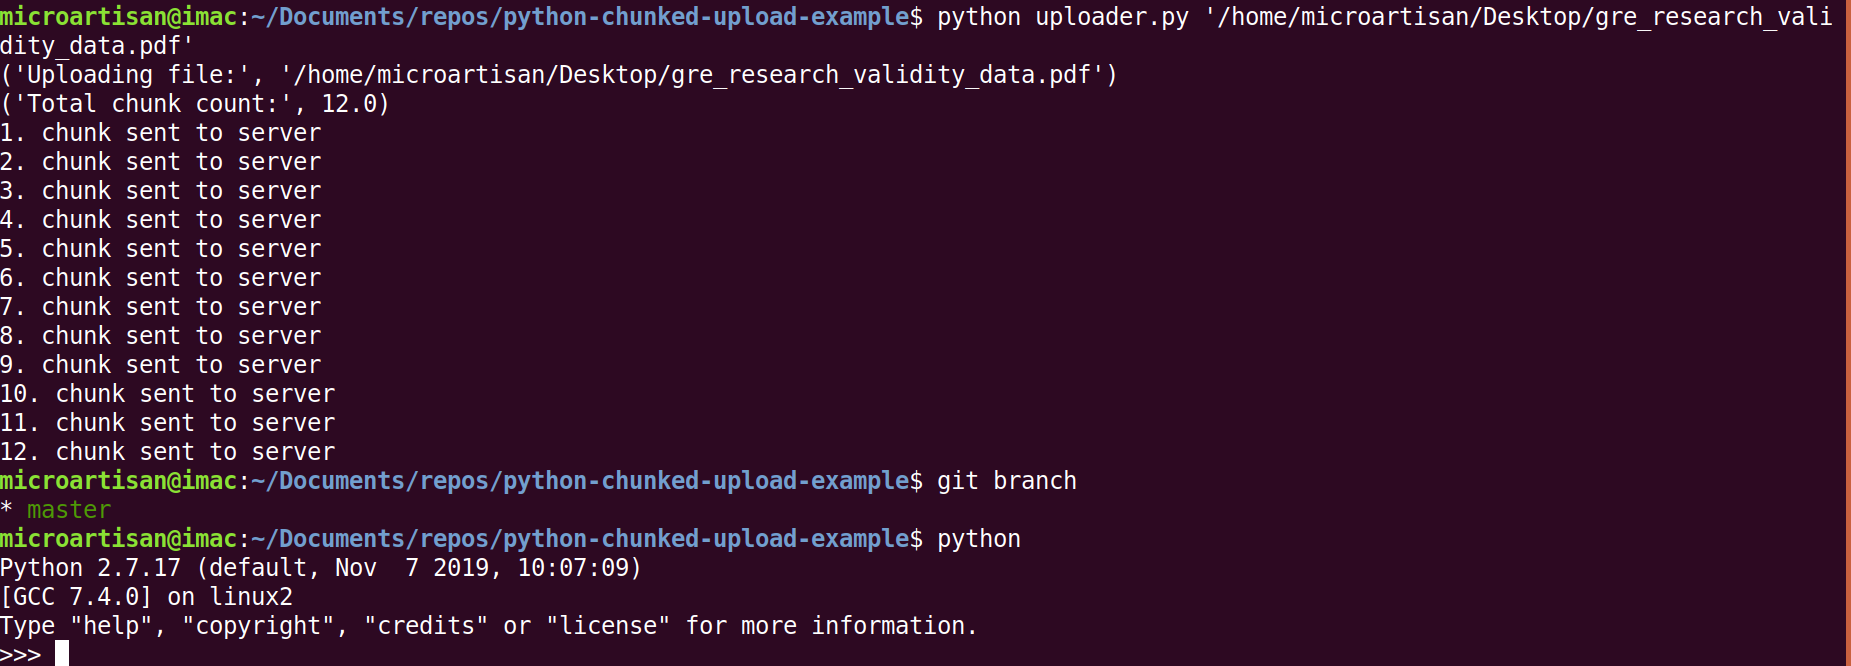 microartisan@imac:~/Documents/repos/python-chunked-upload-example$ python uploader.py '/home/microartisan/Desktop/gre_research_vali
dity_data.pdf'
('Uploading file:', '/home/microartisan/Desktop/gre_research_validity_data.pdf')
('Total chunk count:', 12.0)
1. chunk sent to server
2. chunk sent to server
3. chunk sent to server
4. chunk sent to server
5. chunk sent to server
6. chunk sent to server
7. chunk sent to server
8. chunk sent to server
9. chunk sent to server
10. chunk sent to server
11. chunk sent to server
12. chunk sent to server
microartisan@imac:~/Documents/repos/python-chunked-upload-example$ git branch
* master
microartisan@imac:~/Documents/repos/python-chunked-upload-example$ python
Python 2.7.17 (default, Nov  7 2019, 10:07:09)
[GCC 7.4.0] on linux2
Type "help", "copyright", "credits" or "license" for more information.
>>>